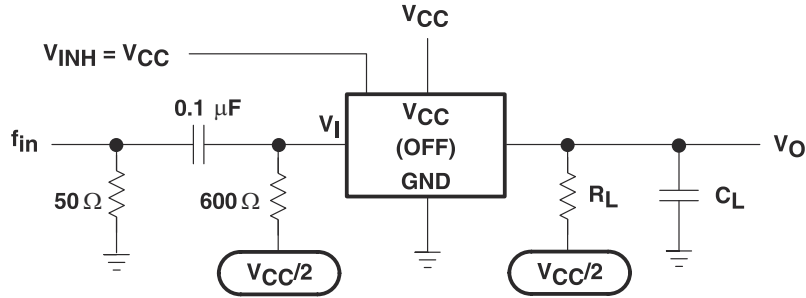 VCC
VINH = VCC
0.1 μF
VI
VCC
fin
(OFF)
VO
GND
50 Ω
600 Ω
RL
CL
VCC/2
VCC/2